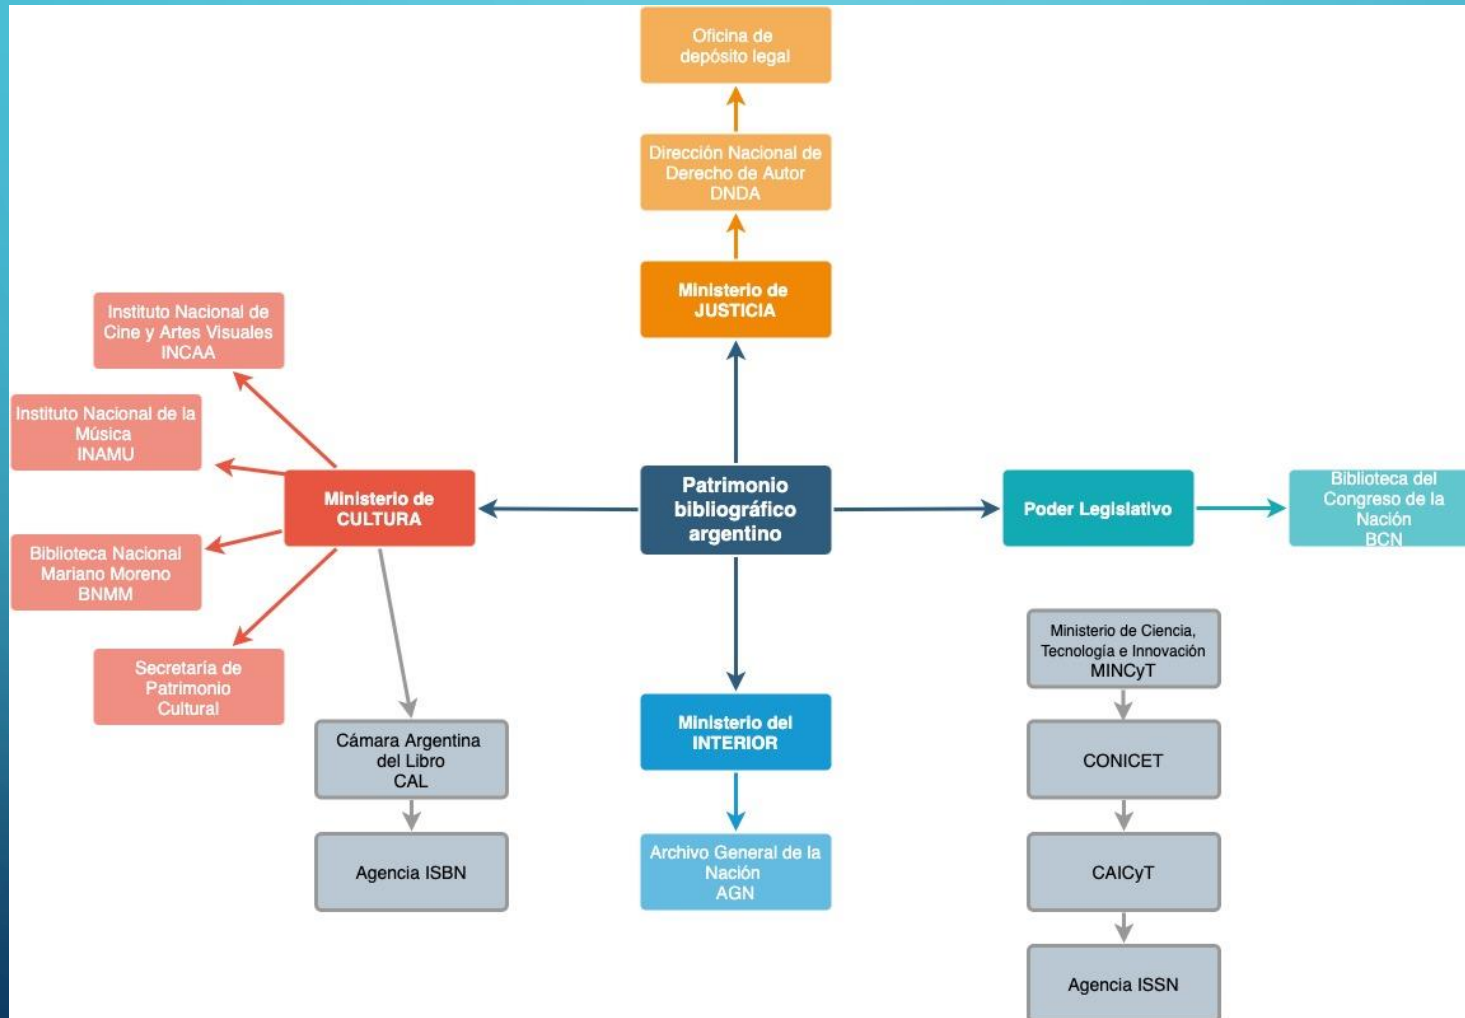 Oficina de
depósito legal
Dirección Nacional de
Derecho de Autor
DNDA
Ministerio de
JUSTICIA
Instituto Nacional de
Cine y Artes Visuales
INCAA
Instituto Nacional de la
Música
INAMU
Ministerio de
CULTURA
Biblioteca Nacional
Mariano Moreno
BNMM
Secretaría de
Patrimonio
Cultural
Cámara Argentina
del Libro
CAL
Agencia ISBN
Patrimonio
bibliográfico
argentino
Ministerio del
INTERIOR
Archivo General de la
Nación
AGN
Poder Legislativo
Biblioteca del
Congreso de la
Nación
BCN
Ministerio de Ciencia,
Tecnología e Innovación
MINCyT
CONICET
CAICyT
Agencia ISSN